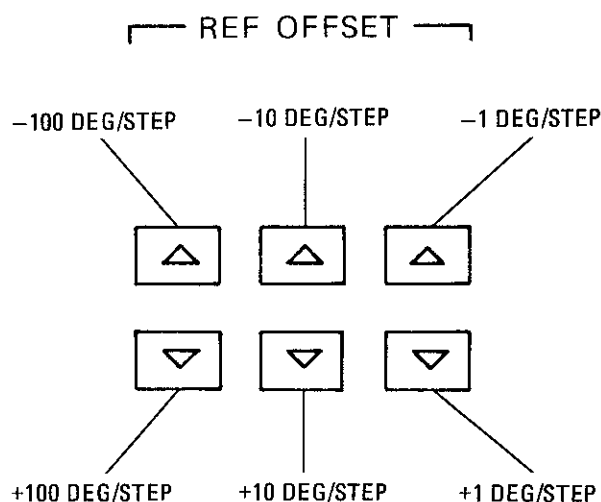 REF OFFSET
–100 DEG/STEP –10 DEG/STEP –1 DEG/STEP
+100 DEG/STEP +10 DEG/STEP +1 DEG/STEP